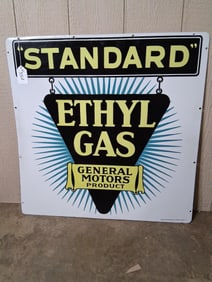 "STANDARD"
ETHYL
GAS
GENERAL
MOTORS
PRODUCT